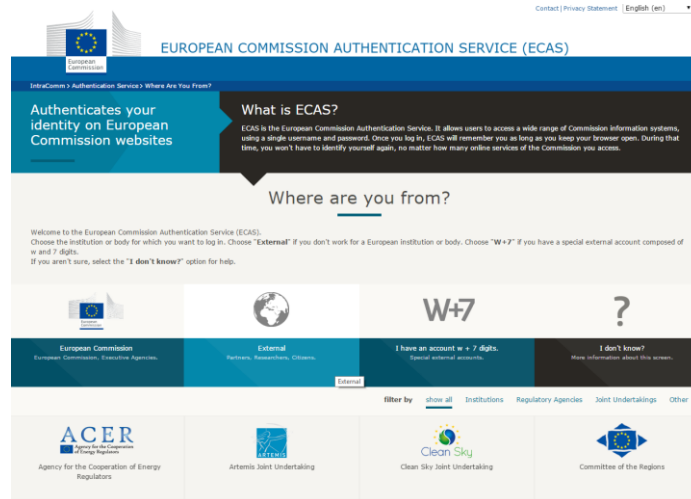 Contact | Privacy Statement English (en)
EUROPEAN COMMISSION AUTHENTICATION SERVICE (ECAS)
European
Commission
IntraComm > Authentication Service > Where Are You From?
Authenticates your
identity on European
Commission websites
What is ECAS?
ECAS is the European Commission Authentication Service. It allows users to access a wide range of Commission information systems,
using a single username and password. Once you log in, ECAS will remember you as long as you keep your browser open. During that
time, you won't have to identify yourself again, no matter how many online services of the Commission you access.
Where are you from?
Welcome to the European Commission Authentication Service (ECAS).
Choose the institution or body for which you want to log in. Choose "External" if you don't work for a European institution or body. Choose "W+7" if you have a special external account composed of
w and 7 digits.
If you aren't sure, select the "I don't know?" option for help.
European
Commission
W+7
?
European Commission
European Commission, Executive Agencies.
External
Partners, Researchers, Citizens.
I have an account w + 7 digits.
Special external accounts.
I don't know?
More information about this screen.
External
filter by show all Institutions Regulatory Agencies Joint Undertakings Other
ACER
Agency for the Cooperation
of Energy Regulators
ARTEMIS
Clean Sky
Agency for the Cooperation of Energy
Regulators
Artemis Joint Undertaking
Clean Sky Joint Undertaking
Committee of the Regions